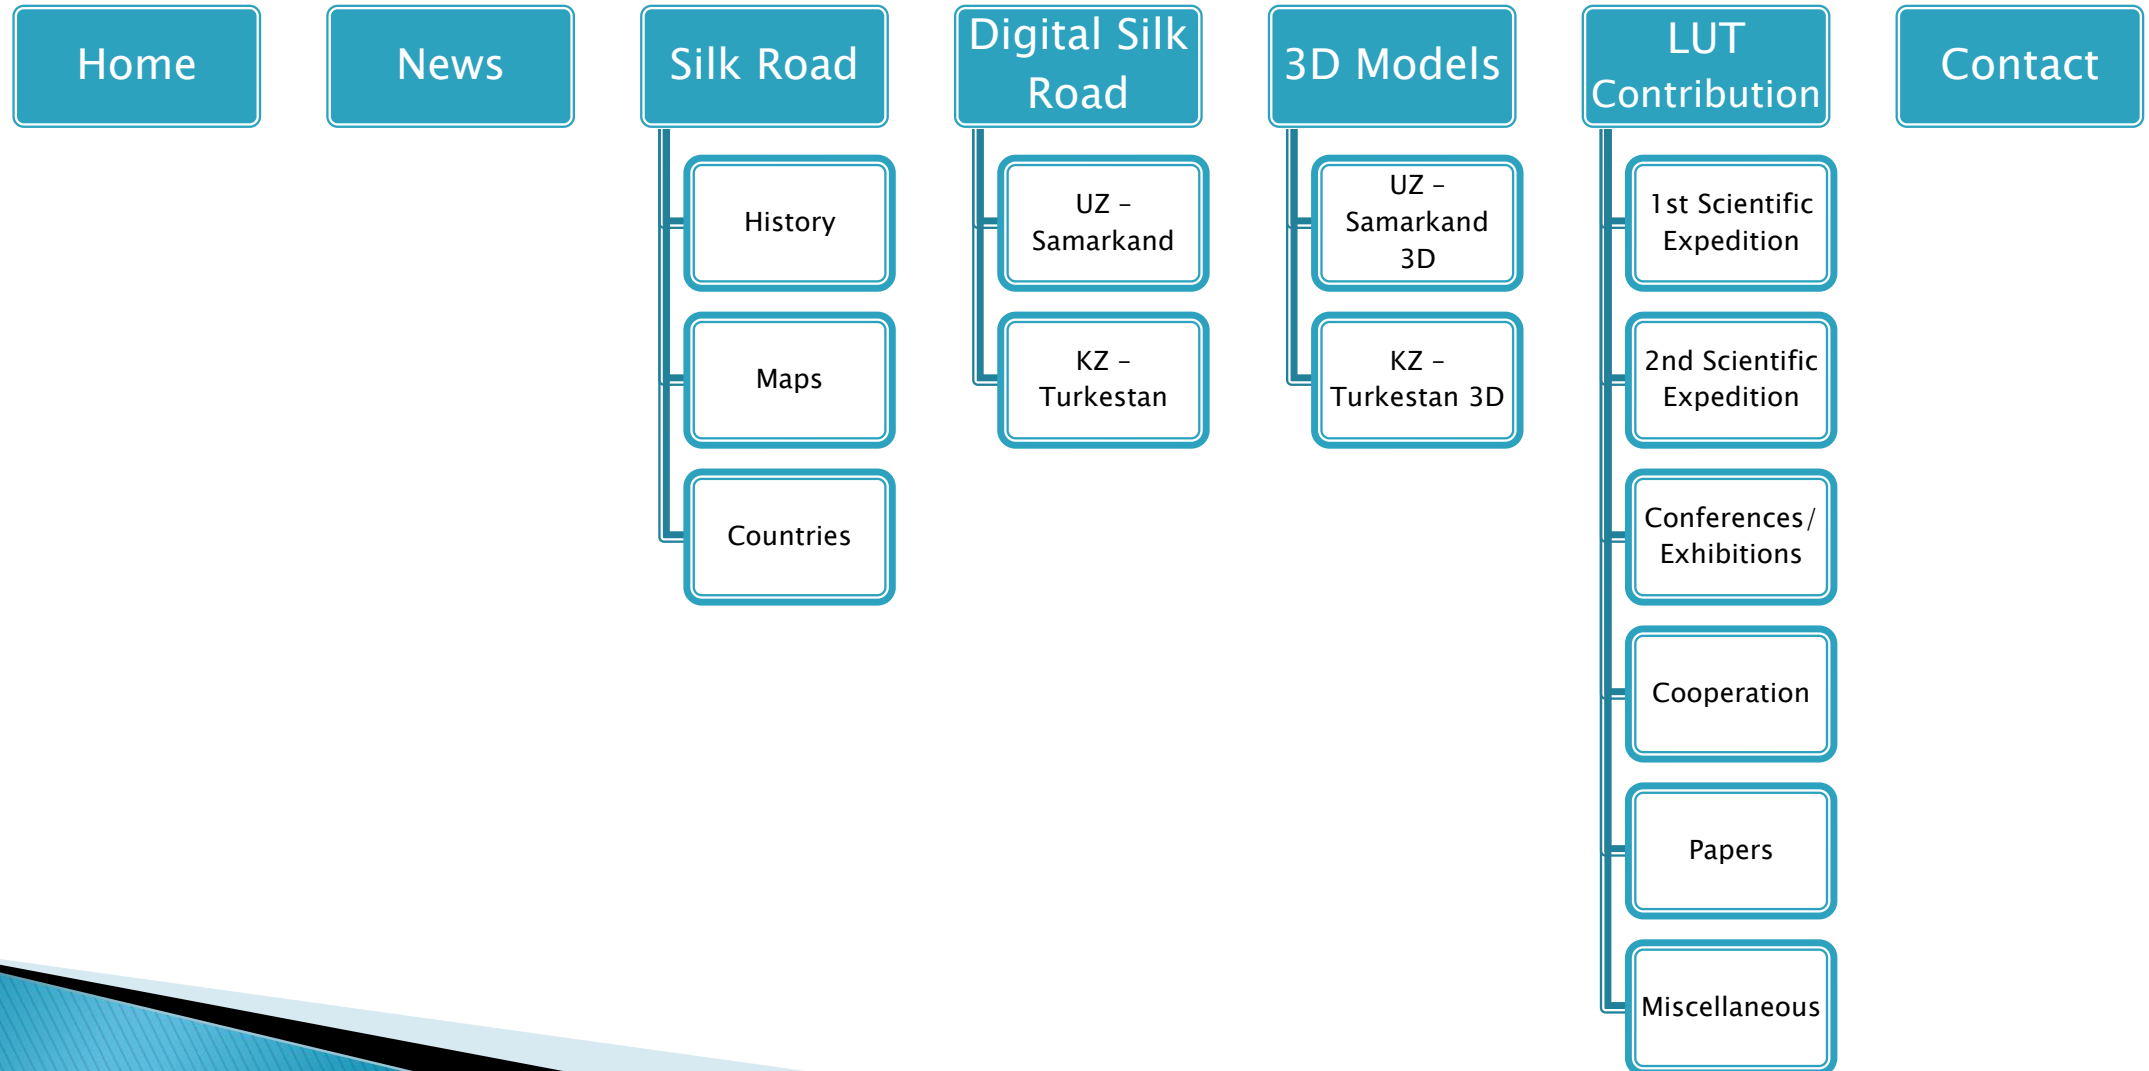 Home
News
Silk Road
History
Maps
Countries
Digital Silk
Road
UZ –
Samarkand
KZ –
Turkestan
3D Models
UZ –
Samarkand
3D
KZ –
Turkestan 3D
LUT
Contribution
1st Scientific
Expedition
2nd Scientific
Expedition
Conferences/
Exhibitions
Cooperation
Papers
Miscellaneous
Contact